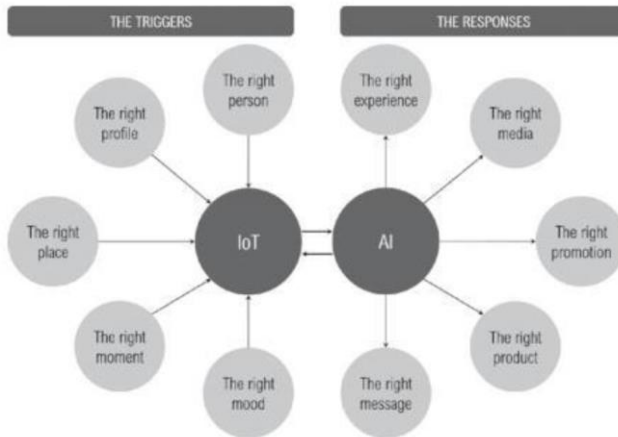 THE TRIGGERS
THE RESPONSES
The right
person
The right
experience
The right
profile
The right
media
The right
place
IoT
AI
The right
promotion
The right
moment
The right
product
The right
mood
The right
message